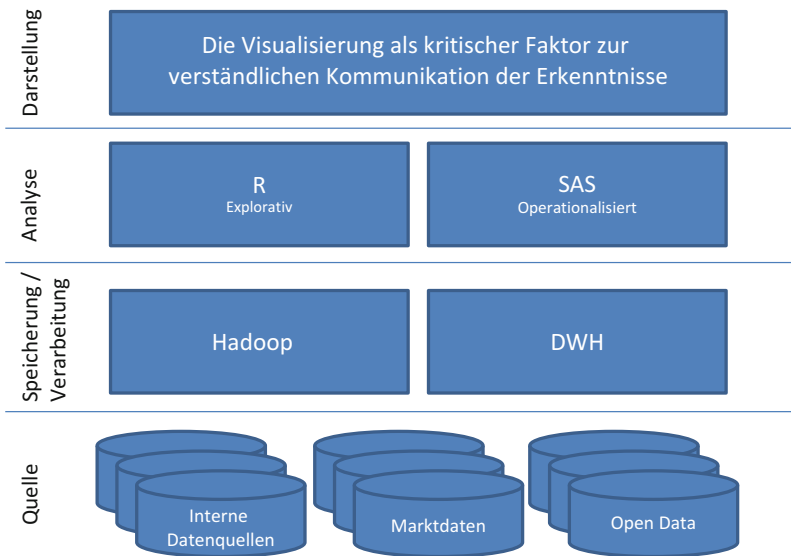 Darstellung
Die Visualisierung als kritischer Faktor zur
verständlichen Kommunikation der Erkenntnisse
Analyse
R
Explorativ
SAS
Operationalisiert
Speicherung /
Verarbeitung
Hadoop
DWH
Quelle
Interne
Datenquellen
Marktdaten
Open Data